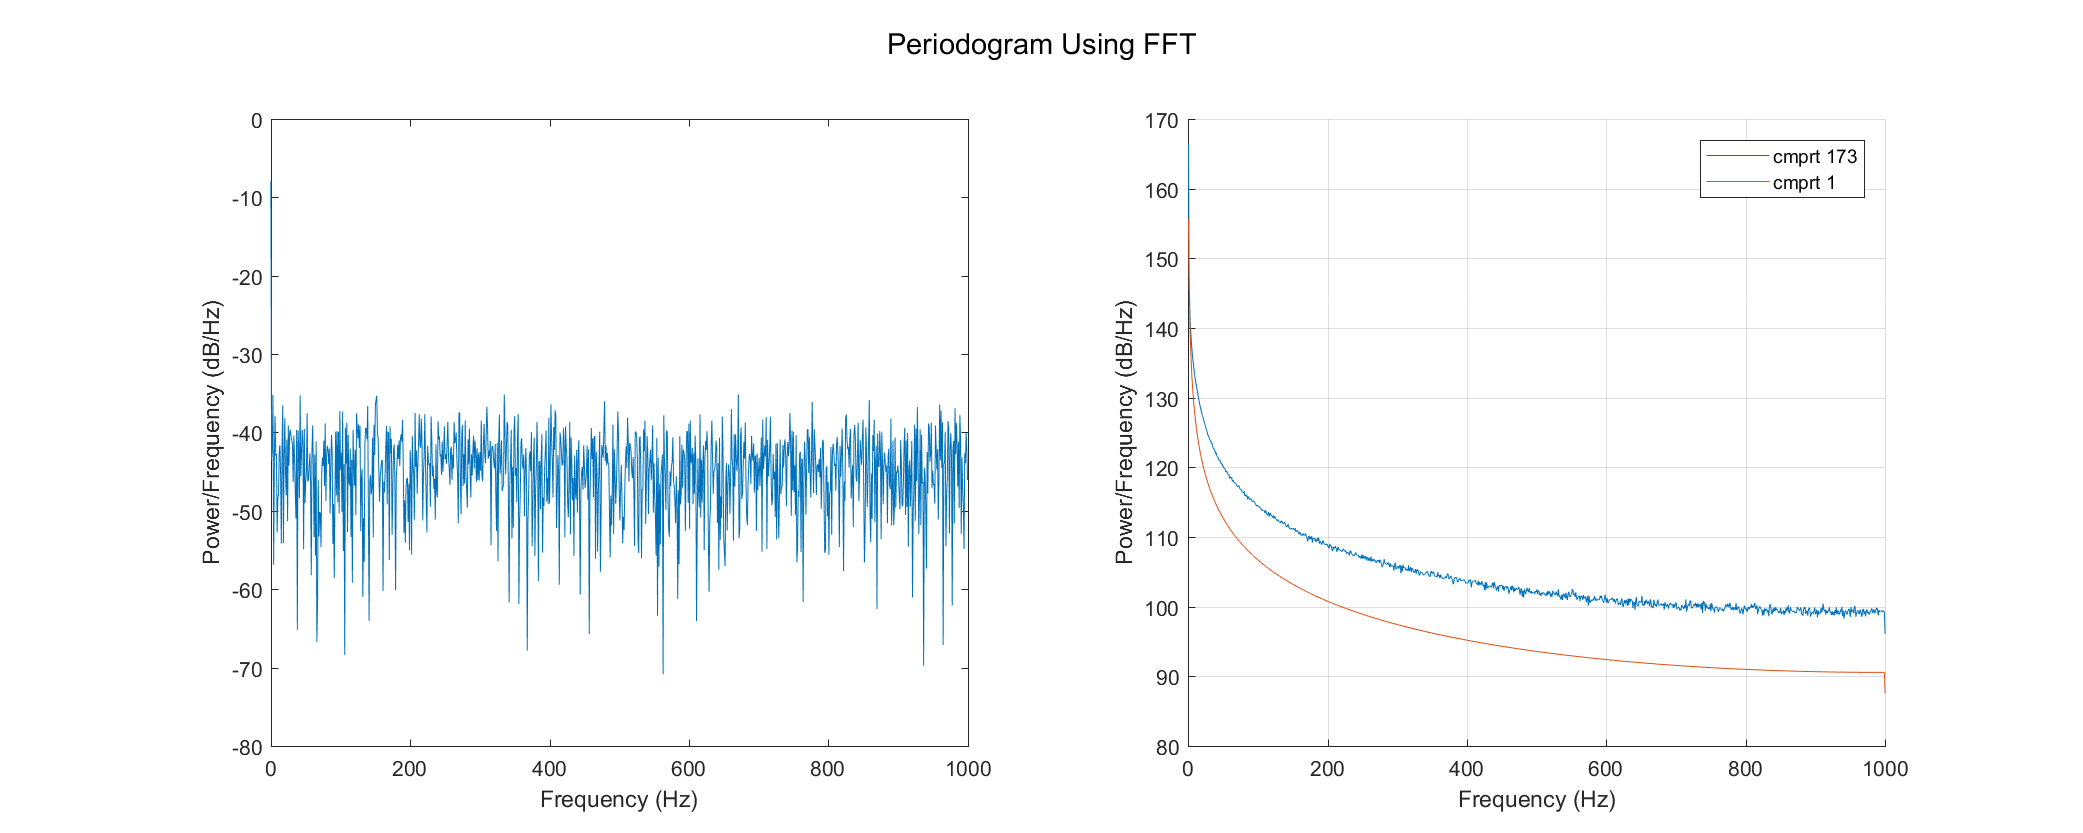 Periodogram Using FFT
0
-10
-20
-30
-40
-50
-60
-70
-80
Power/Frequency (dB/Hz)
0 200 400 600 800 1000
Frequency (Hz)
170
160
150
140
130
120
110
100
90
80
Power/Frequency (dB/Hz)
0 200 400 600 800 1000
Frequency (Hz)
cmprt 173
cmprt 1